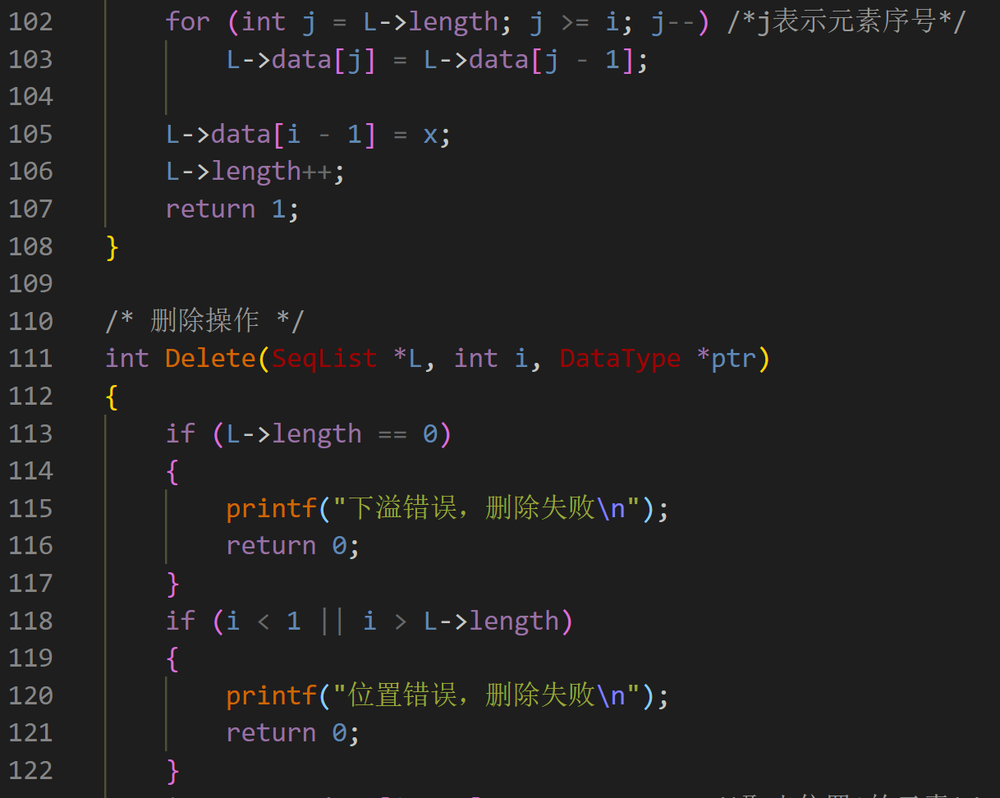 102 for (int j = L->length; j >= i; j--) /*j表示元素序号*/
103 L->data[j] = L->data[j - 1];
104
105 L->data[i - 1] = x;
106 L->length++;
107 return 1;
108 }
109
110 /* 删除操作 */
111 int Delete(SeqList *L, int i, DataType *ptr)
112 {
113 if (L->length == 0)
114 {
115 printf("下溢错误，删除失败\n");
116 return 0;
117 }
118 if (i < 1 || i > L->length)
119 {
120 printf("位置错误，删除失败\n");
121 return 0;
122 }